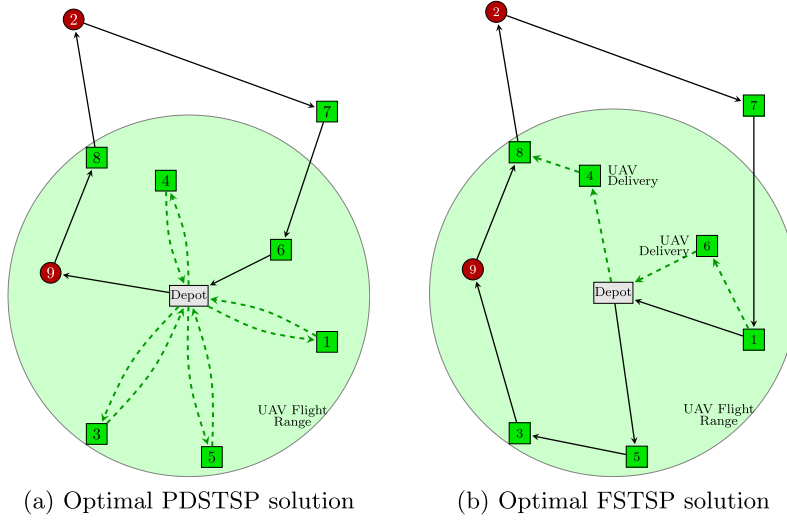 2
7
8
4
6
9
Depot
1
UAV Flight
Range
3
5
(a) Optimal PDSTSP solution
2
7
8
4
UAV
Delivery
UAV
Delivery
6
9
Depot
1
UAV Flight
Range
3
5
(b) Optimal FSTSP solution